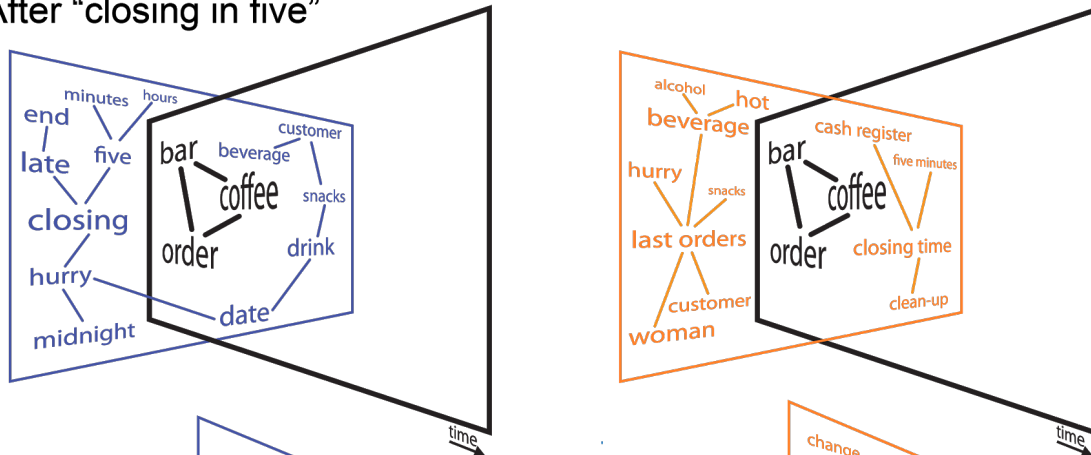 After “closing in five”
minutes
hours
end
late
five
closing
hurry
midnight
date
bar
coffee
order
customer
beverage
snacks
drink
time
alcohol
hot
beverage
hurry
snacks
last orders
customer
woman
bar
coffee
order
cash register
five minutes
closing time
clean-up
time
change